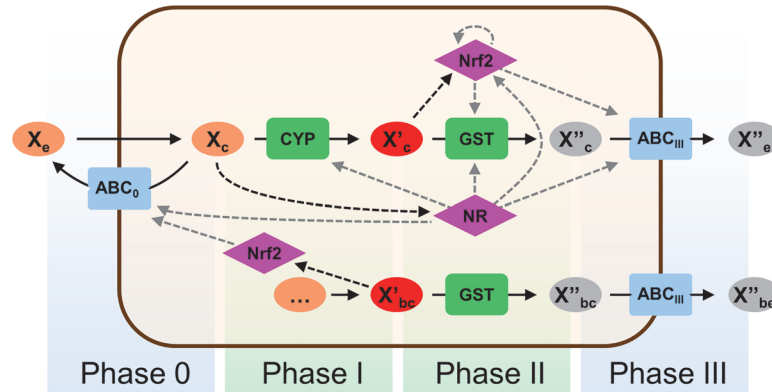 Nrf2
Xe Xc CYP X'c GST X"c ABCIII X"e
ABC0
NR
Nrf2
... X'bc GST X"bc ABCIII X"be
Phase 0 Phase I Phase II Phase III